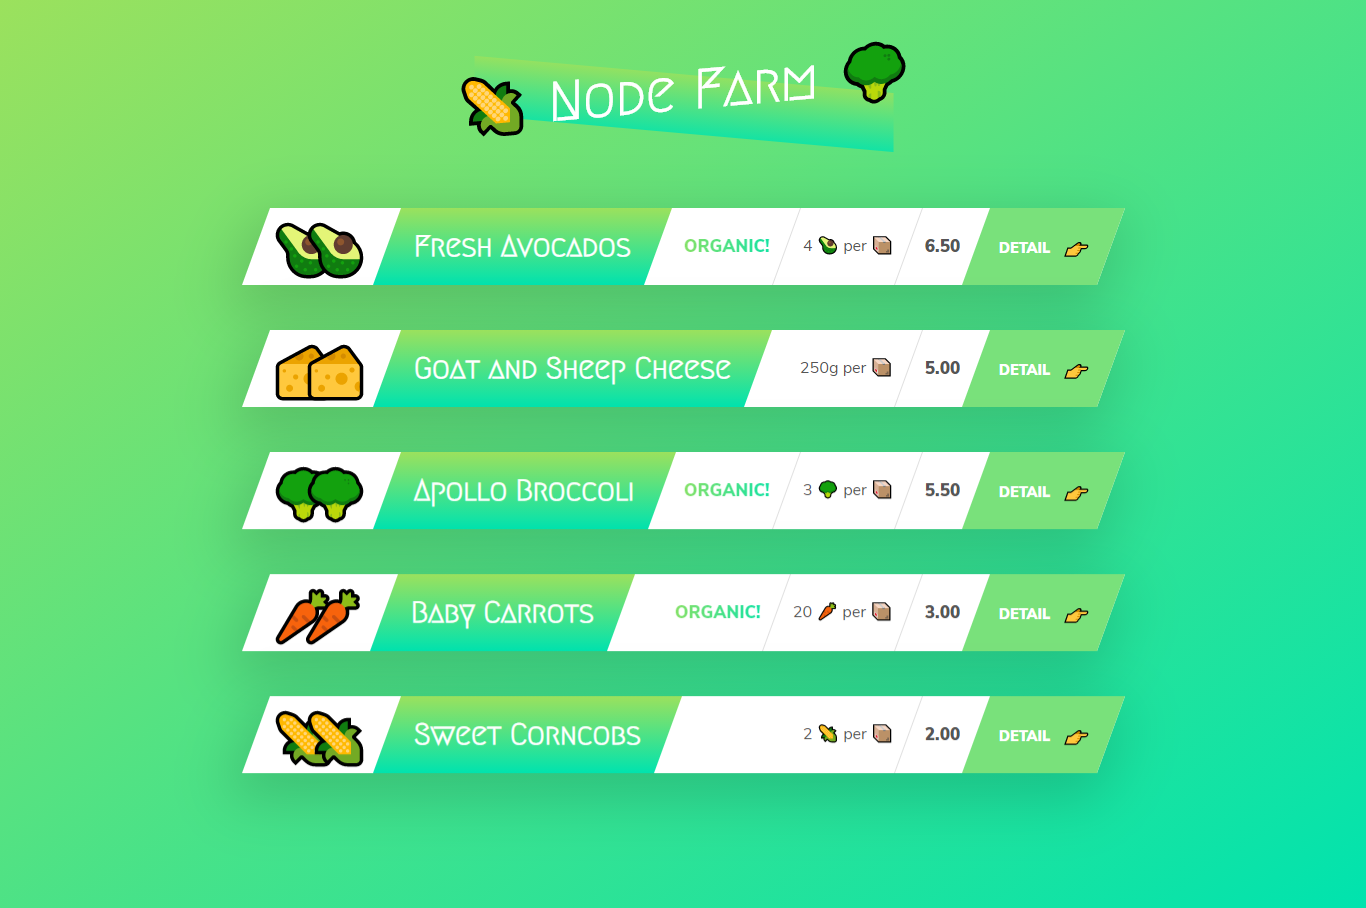 Node Farm
Fresh Avocados ORGANIC! 4 🥑 per 📦 6.50 DETAIL 👉
Goat and Sheep Cheese 250g per 📦 5.00 DETAIL 👉
Apollo Broccoli ORGANIC! 3 🥦 per 📦 5.50 DETAIL 👉
Baby Carrots ORGANIC! 20 🥕 per 📦 3.00 DETAIL 👉
Sweet Corncobs 2 🌽 per 📦 2.00 DETAIL 👉